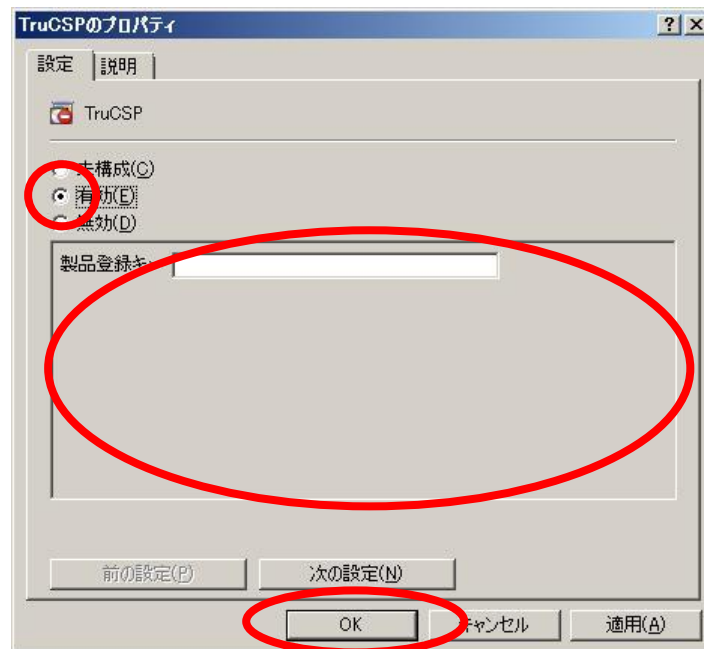 TruCSPのプロパティ
設定 説明
TruCSP
未構成(C)
有効(E)
無効(D)
製品登録キー
前の設定(P) 次の設定(N)
OK キャンセル 適用(A)